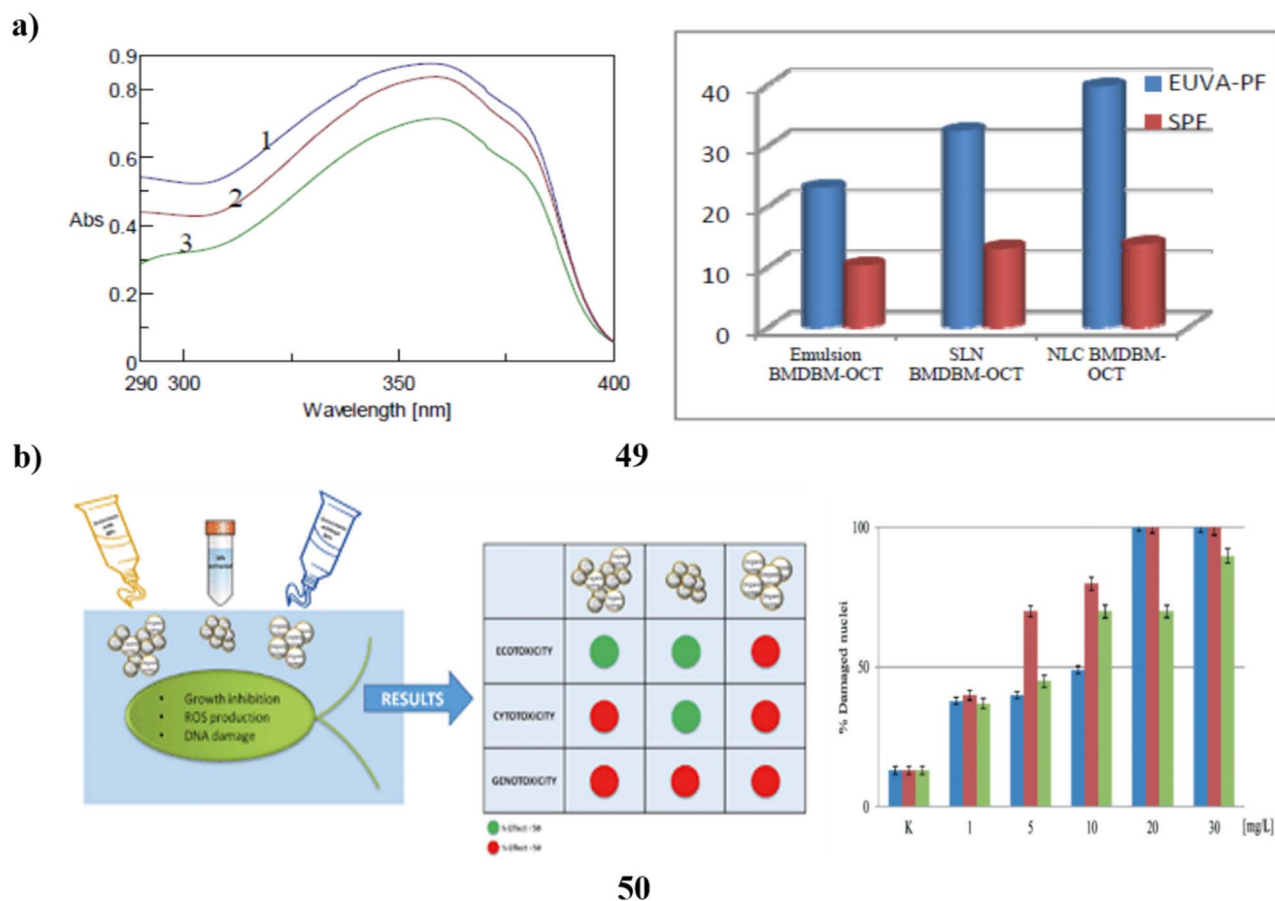 a)
0.9
0.8
0.6
Abs
0.4
0.2
0
290 300
350
400
Wavelength [nm]
1
2
3
40
30
20
10
0
EUVA-PF
SPF
Emulsion
BMDBM-OCT
SLN
BMDBM-OCT
NLC BMDBM-
OCT
49
b)
• Growth inhibition
• ROS production
• DNA damage
RESULTS
ECOTOXICITY
CYTOTOXICITY
GENOTOXICITY
% Damaged nuclei
100
50
0
K
1
5
10
20
30
[mg/L]
50